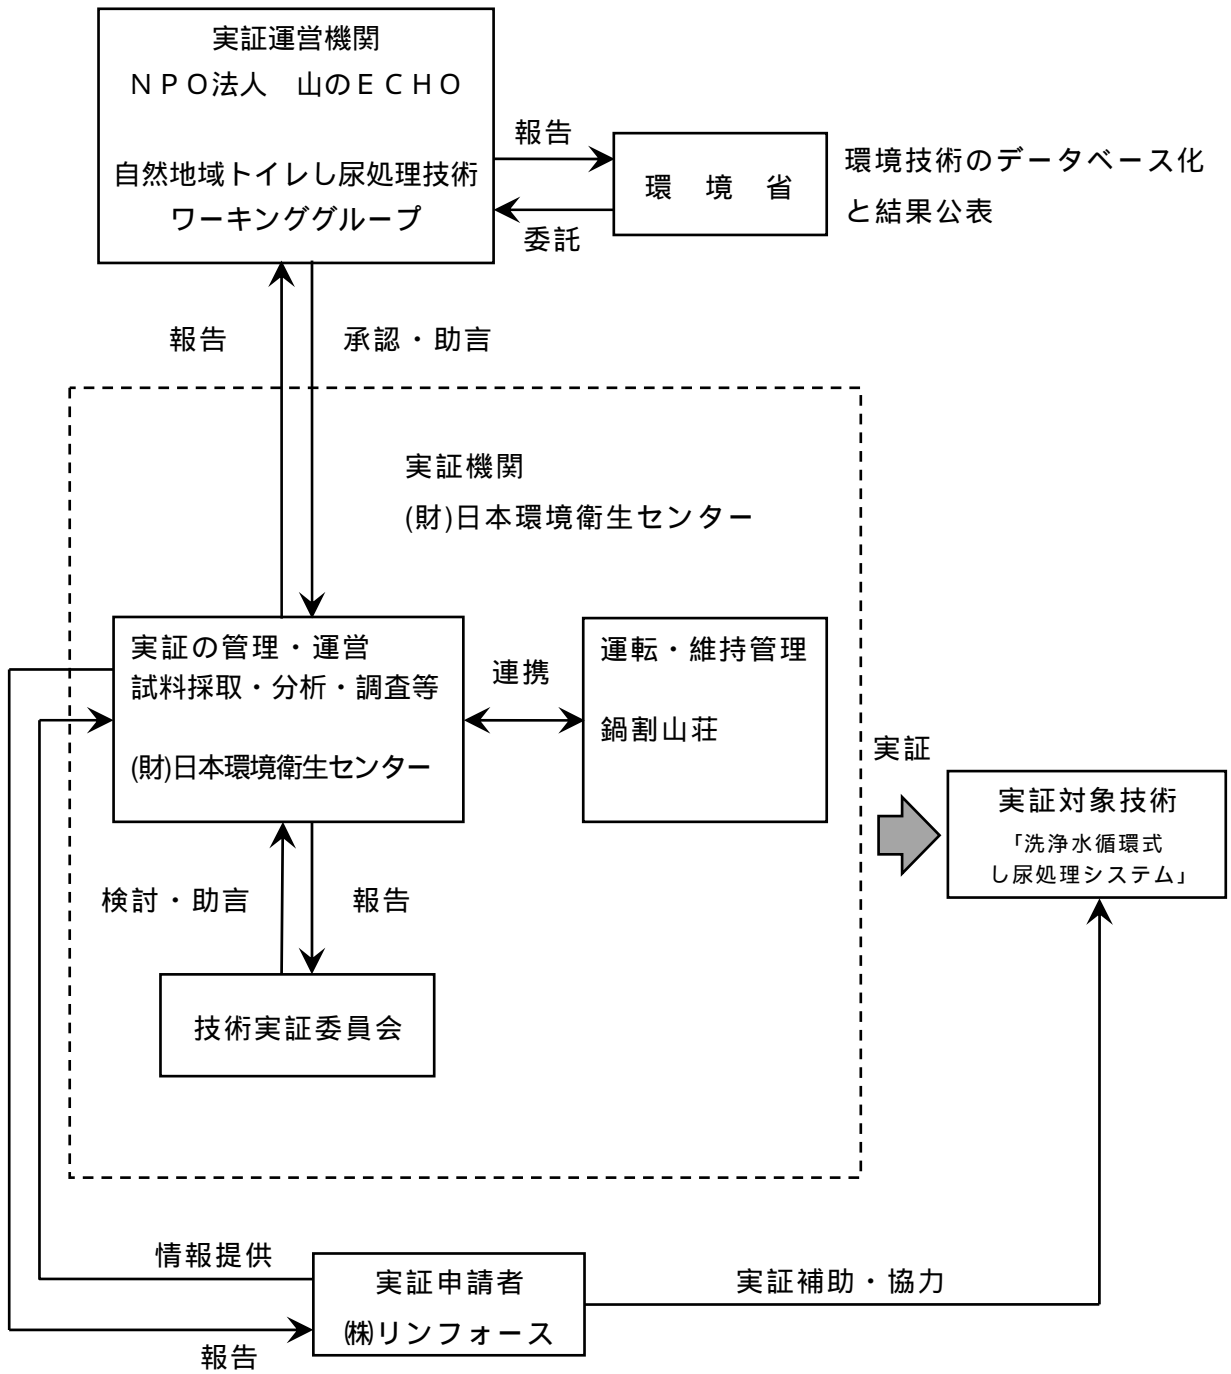 実証運営機関
ＮＰＯ法人　山のＥＣＨＯ
自然地域トイレし尿処理技術
ワーキンググループ
報告
環　境　省
委託
環境技術のデータベース化
と結果公表
報告
承認・助言
実証機関
(財)日本環境衛生センター
実証の管理・運営
試料採取・分析・調査等
(財)日本環境衛生センター
連携
運転・維持管理
鍋割山荘
実証
実証対象技術
「洗浄水循環式
し尿処理システム」
検討・助言
報告
技術実証委員会
情報提供
実証申請者
㈱リンフォース
実証補助・協力
報告